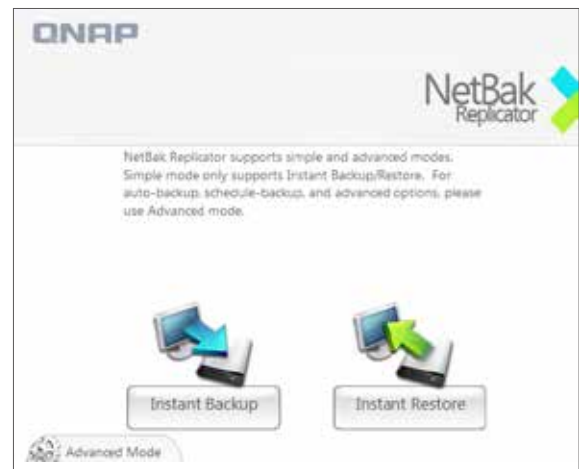 QNAP
NetBak
Replicator
NetBak Replicator supports simple and advanced modes.
Simple mode only supports Instant Backup/Restore. For
auto-backup, schedule-backup, and advanced options, please
use Advanced mode.
Instant Backup
Instant Restore
Advanced Mode